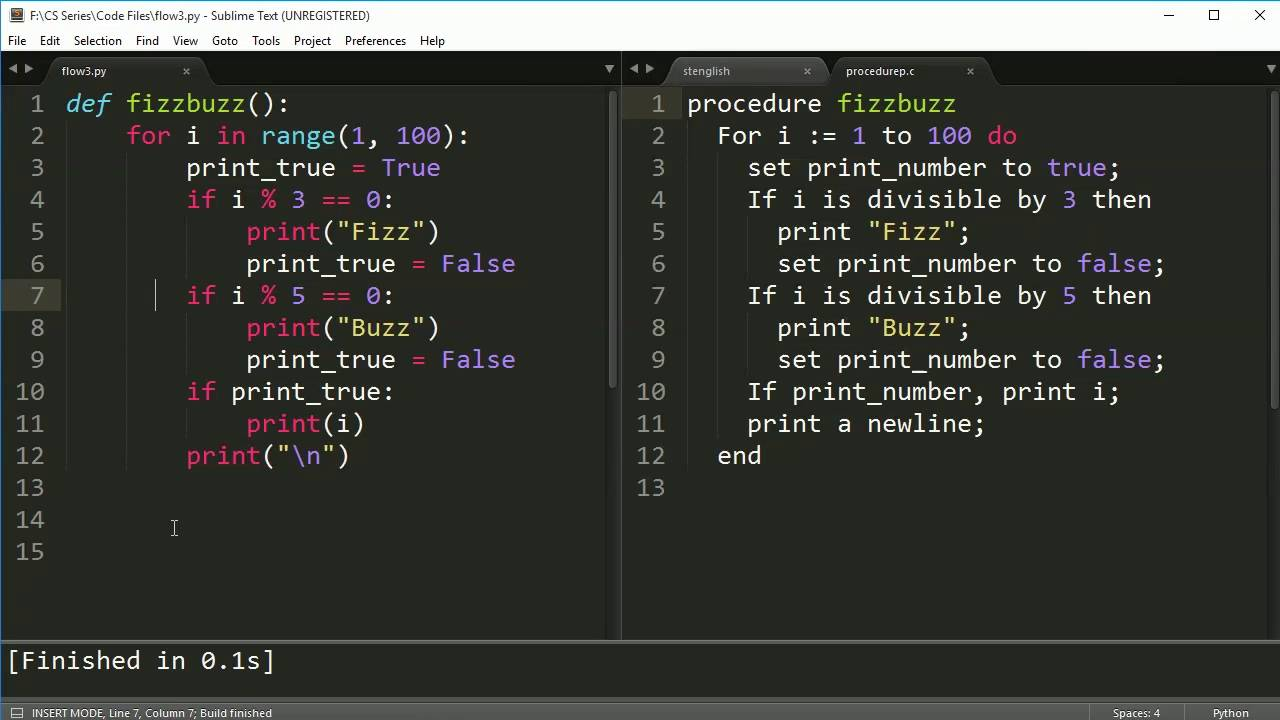 F:\CS Series\Code Files\flow3.py - Sublime Text (UNREGISTERED)
File Edit Selection Find View Goto Tools Project Preferences Help
flow3.py
1 def fizzbuzz():
2 for i in range(1, 100):
3 print_true = True
4 if i % 3 == 0:
5 print("Fizz")
6 print_true = False
7 if i % 5 == 0:
8 print("Buzz")
9 print_true = False
10 if print_true:
11 print(i)
12 print("\n")
13
14
15
stenglish procedurep.c
1 procedure fizzbuzz
2 For i := 1 to 100 do
3 set print_number to true;
4 If i is divisible by 3 then
5 print "Fizz";
6 set print_number to false;
7 If i is divisible by 5 then
8 print "Buzz";
9 set print_number to false;
10 If print_number, print i;
11 print a newline;
12 end
13
[Finished in 0.1s]
INSERT MODE, Line 7, Column 7; Build finished Spaces: 4 Python